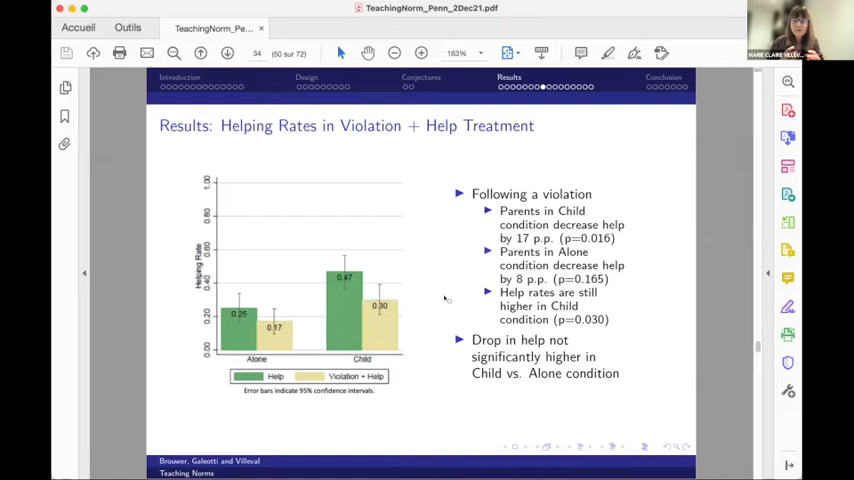 TeachingNorm_Penn_2Dec21.pdf
Accueil
Outils
TeachingNorm_Pe...
×
34
(50 sur 72)
163%
MARIE CLAIRE VILLEV...
Introduction
Design
Conjectures
Results
Conclusion
Results: Helping Rates in Violation + Help Treatment
Helping Rate
1.00
0.80
0.60
0.40
0.20
0.00
0.25
0.17
0.47
0.30
Alone
Child
Help
Violation + Help
Error bars indicate 95% confidence intervals.
Following a violation
Parents in Child
condition decrease help
by 17 p.p. (p=0.016)
Parents in Alone
condition decrease help
by 8 p.p. (p=0.165)
Help rates are still
higher in Child
condition (p=0.030)
Drop in help not
significantly higher in
Child vs. Alone condition
Brouwer, Galeotti and Villeval
Teaching Norms